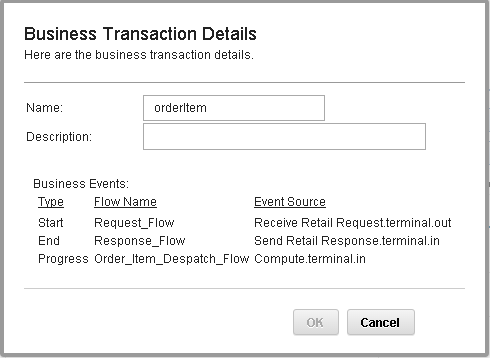 Business Transaction Details
Here are the business transaction details.
Name: orderItem
Description:
Business Events:
Type Flow Name Event Source
Start Request_Flow Receive Retail Request.terminal.out
End Response_Flow Send Retail Response.terminal.in
Progress Order_Item_Despatch_Flow Compute.terminal.in
OK Cancel